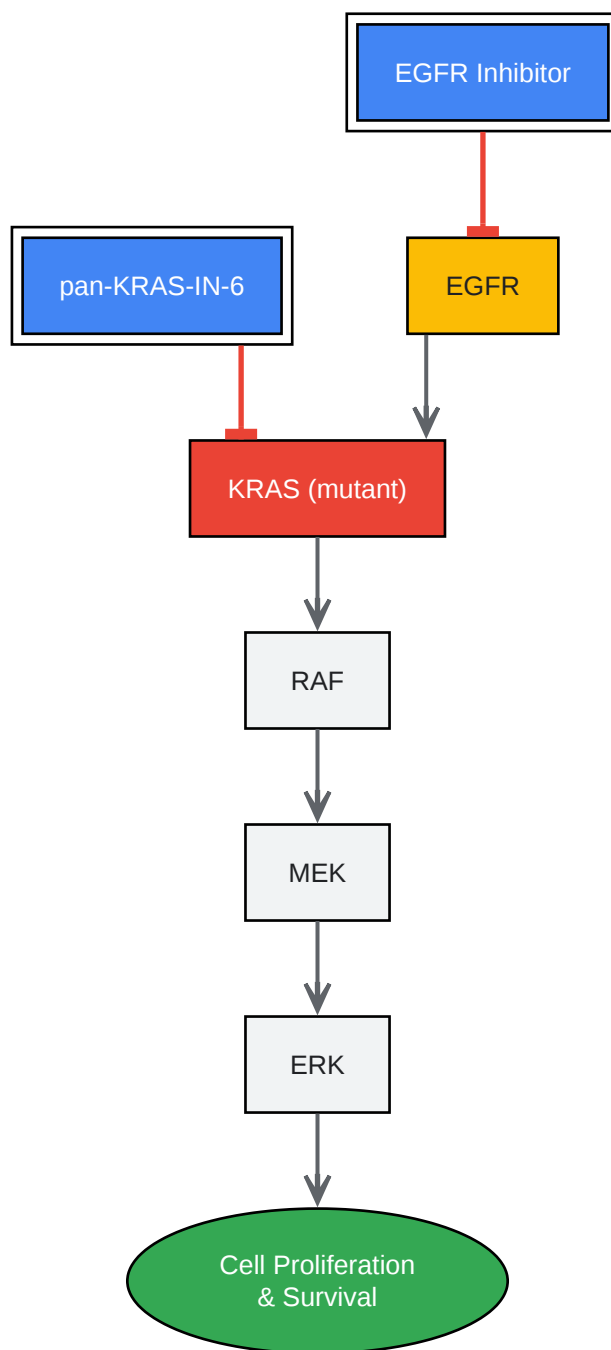 EGFR Inhibitor
pan-KRAS-IN-6
EGFR
KRAS (mutant)
RAF
MEK
ERK
Cell Proliferation
& Survival